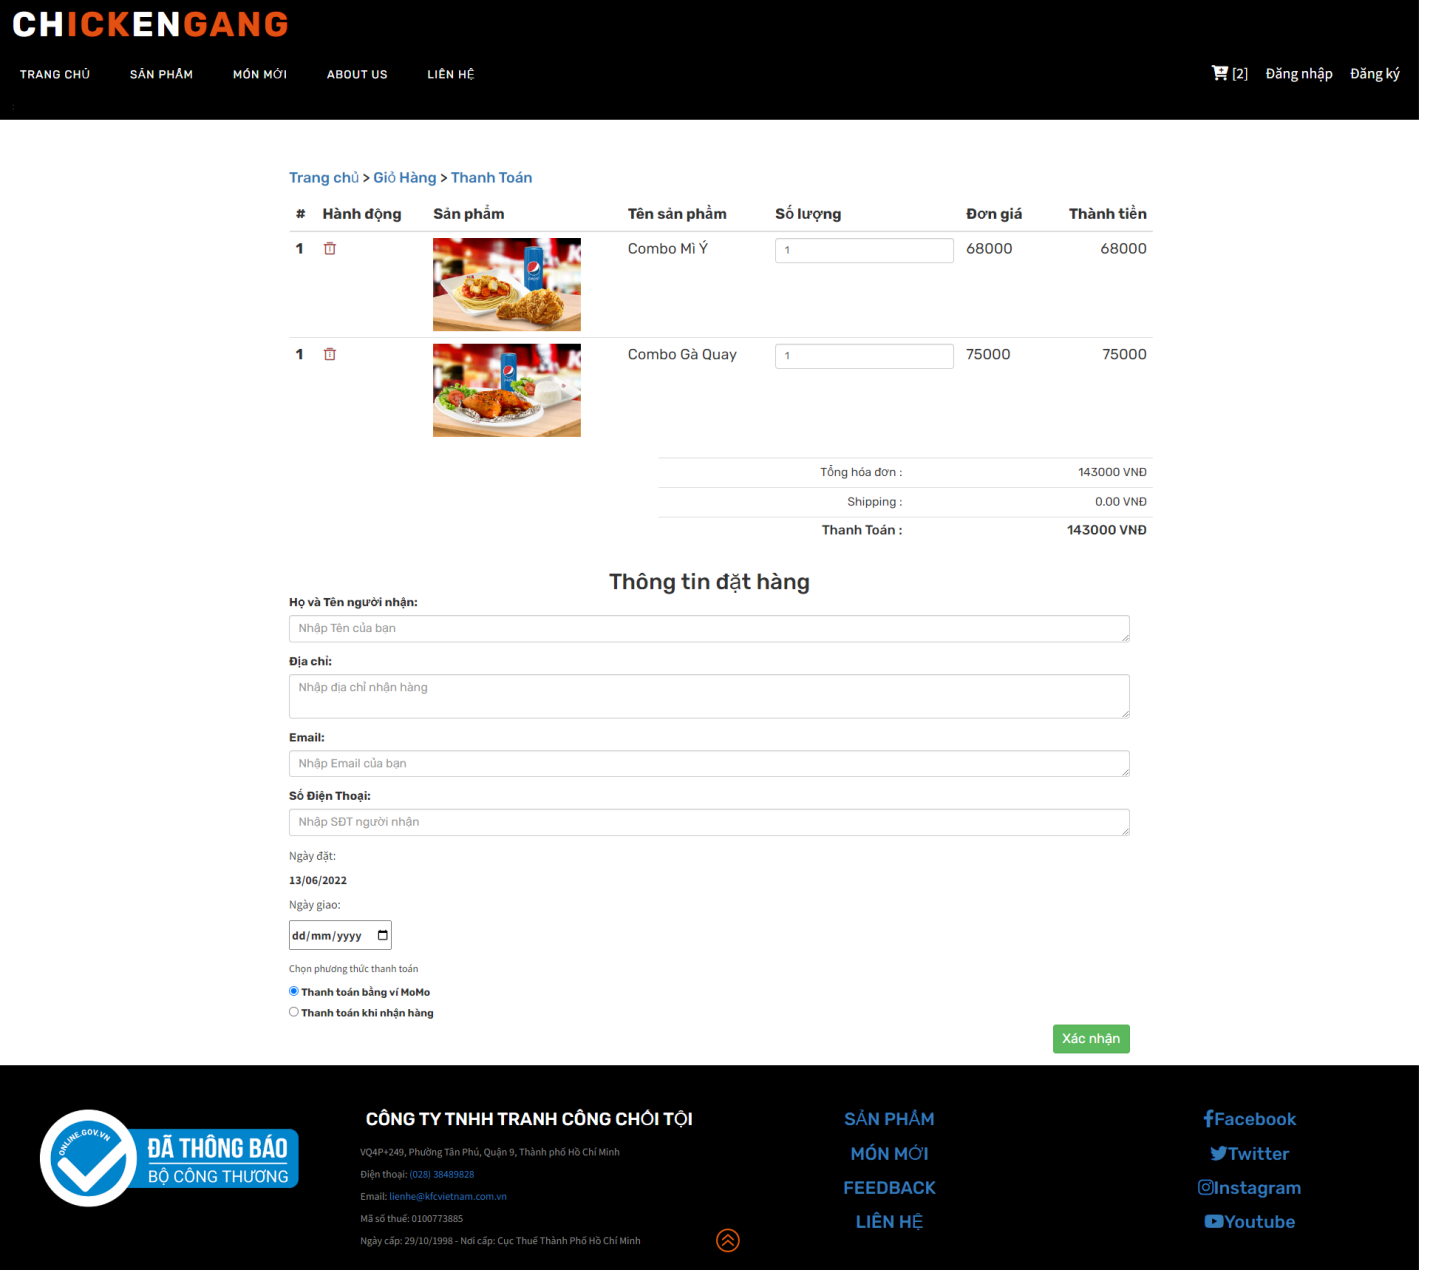 CHICKENGANG
TRANG CHỦ SẢN PHẨM MÓN MỚI ABOUT US LIÊN HỆ [2] Đăng nhập Đăng ký
:
Trang chủ > Giỏ Hàng > Thanh Toán
# Hành động Sản phẩm Tên sản phẩm Số lượng Đơn giá Thành tiền
1 Combo Mì Ý 1 68000 68000
1 Combo Gà Quay 1 75000 75000
Tổng hóa đơn : 143000 VNĐ
Shipping : 0.00 VNĐ
Thanh Toán : 143000 VNĐ
Thông tin đặt hàng
Họ và Tên người nhận:
Nhập Tên của bạn
Địa chỉ:
Nhập địa chỉ nhận hàng
Email:
Nhập Email của bạn
Số Điện Thoại:
Nhập SĐT người nhận
Ngày đặt:
13/06/2022
Ngày giao:
dd/mm/yyyy
Chọn phương thức thanh toán
Thanh toán bằng ví MoMo
Thanh toán khi nhận hàng
Xác nhận
ONLINE.GOV.VN
ĐÃ THÔNG BÁO
BỘ CÔNG THƯƠNG
CÔNG TY TNHH TRANH CÔNG CHỐI TỘI
VQ4P+249, Phường Tân Phú, Quận 9, Thành phố Hồ Chí Minh
Điện thoại: (028) 38489828
Email: lienhe@kfcvietnam.com.vn
Mã số thuế: 0100773885
Ngày cấp: 29/10/1998 - Nơi cấp: Cục Thuế Thành Phố Hồ Chí Minh
SẢN PHẨM
MÓN MỚI
FEEDBACK
LIÊN HỆ
Facebook
Twitter
Instagram
Youtube